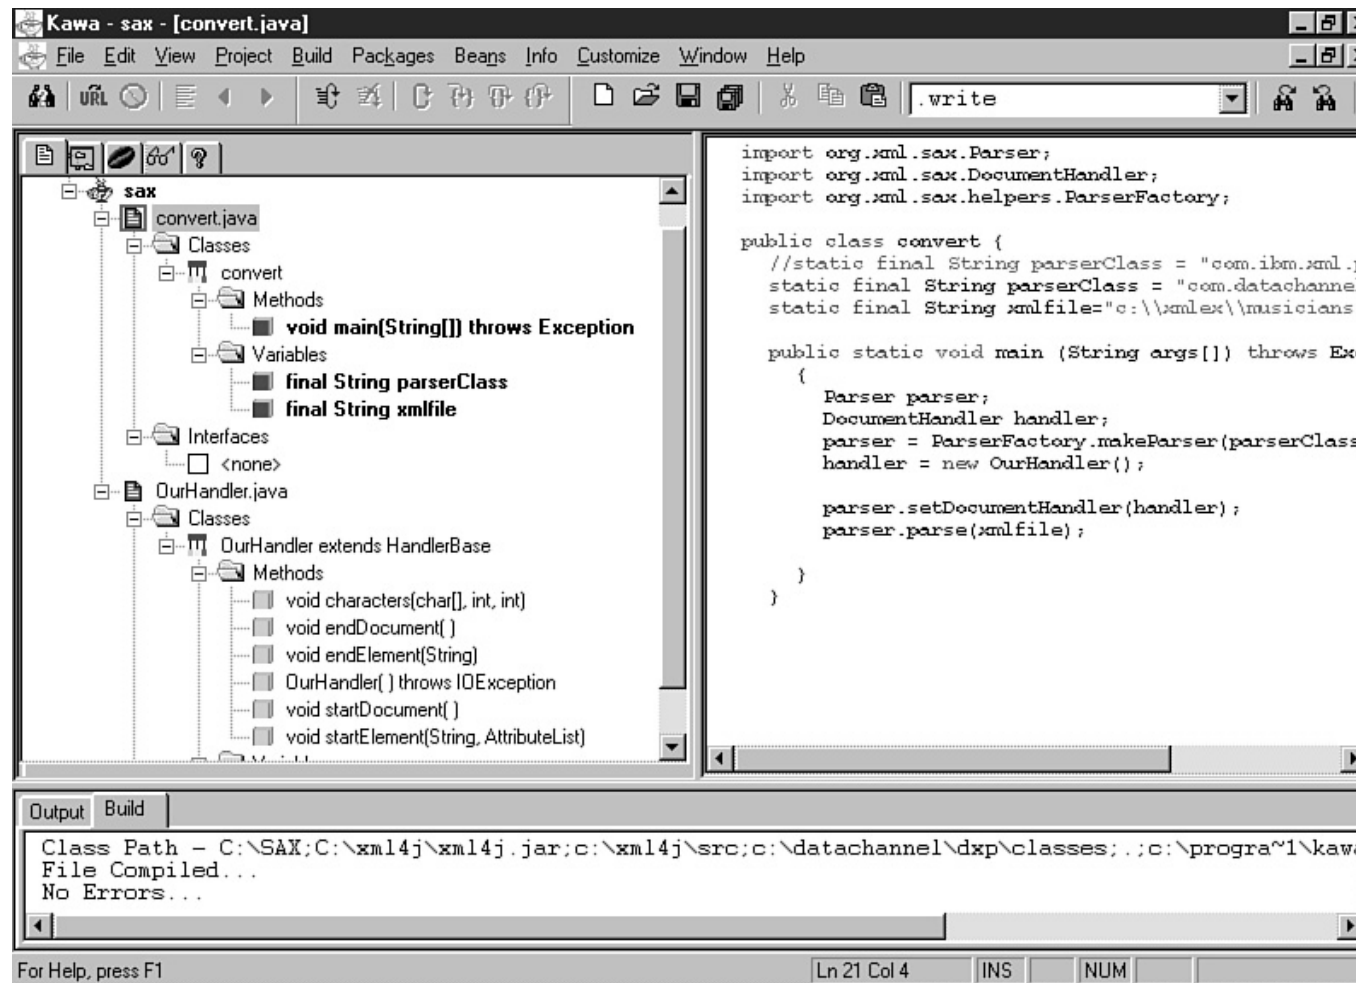 Kawa - sax - [convert.java]
File Edit View Project Build Packages Beans Info Customize Window Help
URL .write
sax
convert.java
Classes
convert
Methods
void main(String[]) throws Exception
Variables
final String parserClass
final String xmlfile
Interfaces
<none>
OurHandler.java
Classes
OurHandler extends HandlerBase
Methods
void characters(char[], int, int)
void endDocument( )
void endElement(String)
OurHandler( ) throws IOException
void startDocument( )
void startElement(String, AttributeList)
import org.xml.sax.Parser;
import org.xml.sax.DocumentHandler;
import org.xml.sax.helpers.ParserFactory;
public class convert {
//static final String parserClass = "com.ibm.xml.
static final String parserClass = "com.datachannel
static final String xmlfile="c:\\xmlex\\musicians
public static void main (String args[]) throws Ex
{
Parser parser;
DocumentHandler handler;
parser = ParserFactory.makeParser(parserClass
handler = new OurHandler();
parser.setDocumentHandler(handler);
parser.parse(xmlfile);
}
}
Output Build
Class Path - C:\SAX;C:\xml4j\xml4j.jar;c:\xml4j\src;c:\datachannel\dxp\classes;.;c:\progra~1\kaw
File Compiled...
No Errors...
For Help, press F1 Ln 21 Col 4 INS NUM